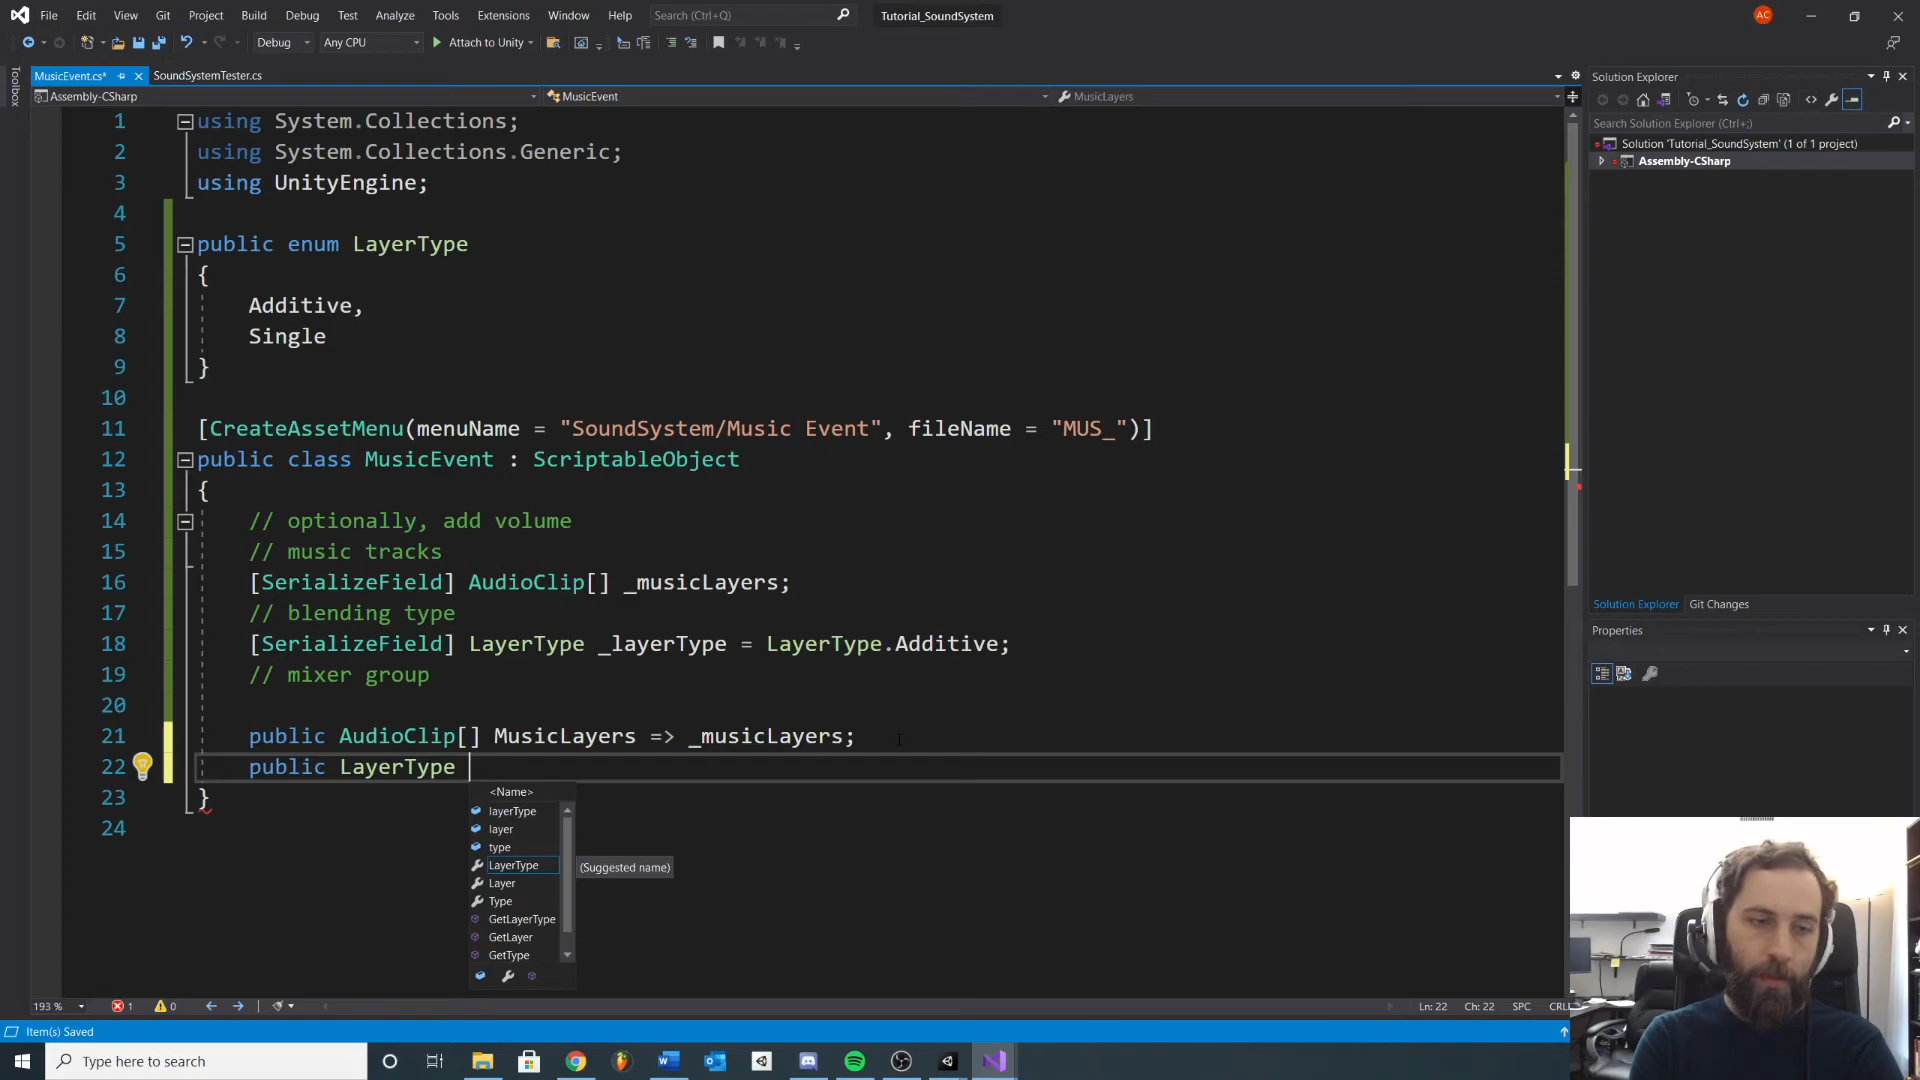 File Edit View Git Project Build Debug Test Analyze Tools Extensions Window Help Search (Ctrl+Q) Tutorial_SoundSystem AC
Debug Any CPU Attach to Unity
Toolbox
MusicEvent.cs* SoundSystemTester.cs
Assembly-CSharp MusicEvent MusicLayers
1 using System.Collections;
2 using System.Collections.Generic;
3 using UnityEngine;
4
5 public enum LayerType
6 {
7 Additive,
8 Single
9 }
10
11 [CreateAssetMenu(menuName = "SoundSystem/Music Event", fileName = "MUS_")]
12 public class MusicEvent : ScriptableObject
13 {
14 // optionally, add volume
15 // music tracks
16 [SerializeField] AudioClip[] _musicLayers;
17 // blending type
18 [SerializeField] LayerType _layerType = LayerType.Additive;
19 // mixer group
20
21 public AudioClip[] MusicLayers => _musicLayers;
22 public LayerType
23 }
24
<Name>
layerType
layer
type
LayerType (Suggested name)
Layer
Type
GetLayerType
GetLayer
GetType
Solution Explorer
Search Solution Explorer (Ctrl+;)
Solution 'Tutorial_SoundSystem' (1 of 1 project)
Assembly-CSharp
Solution Explorer Git Changes
Properties
193 % 1 0 Ln: 22 Ch: 22 SPC CRL
Item(s) Saved
Type here to search